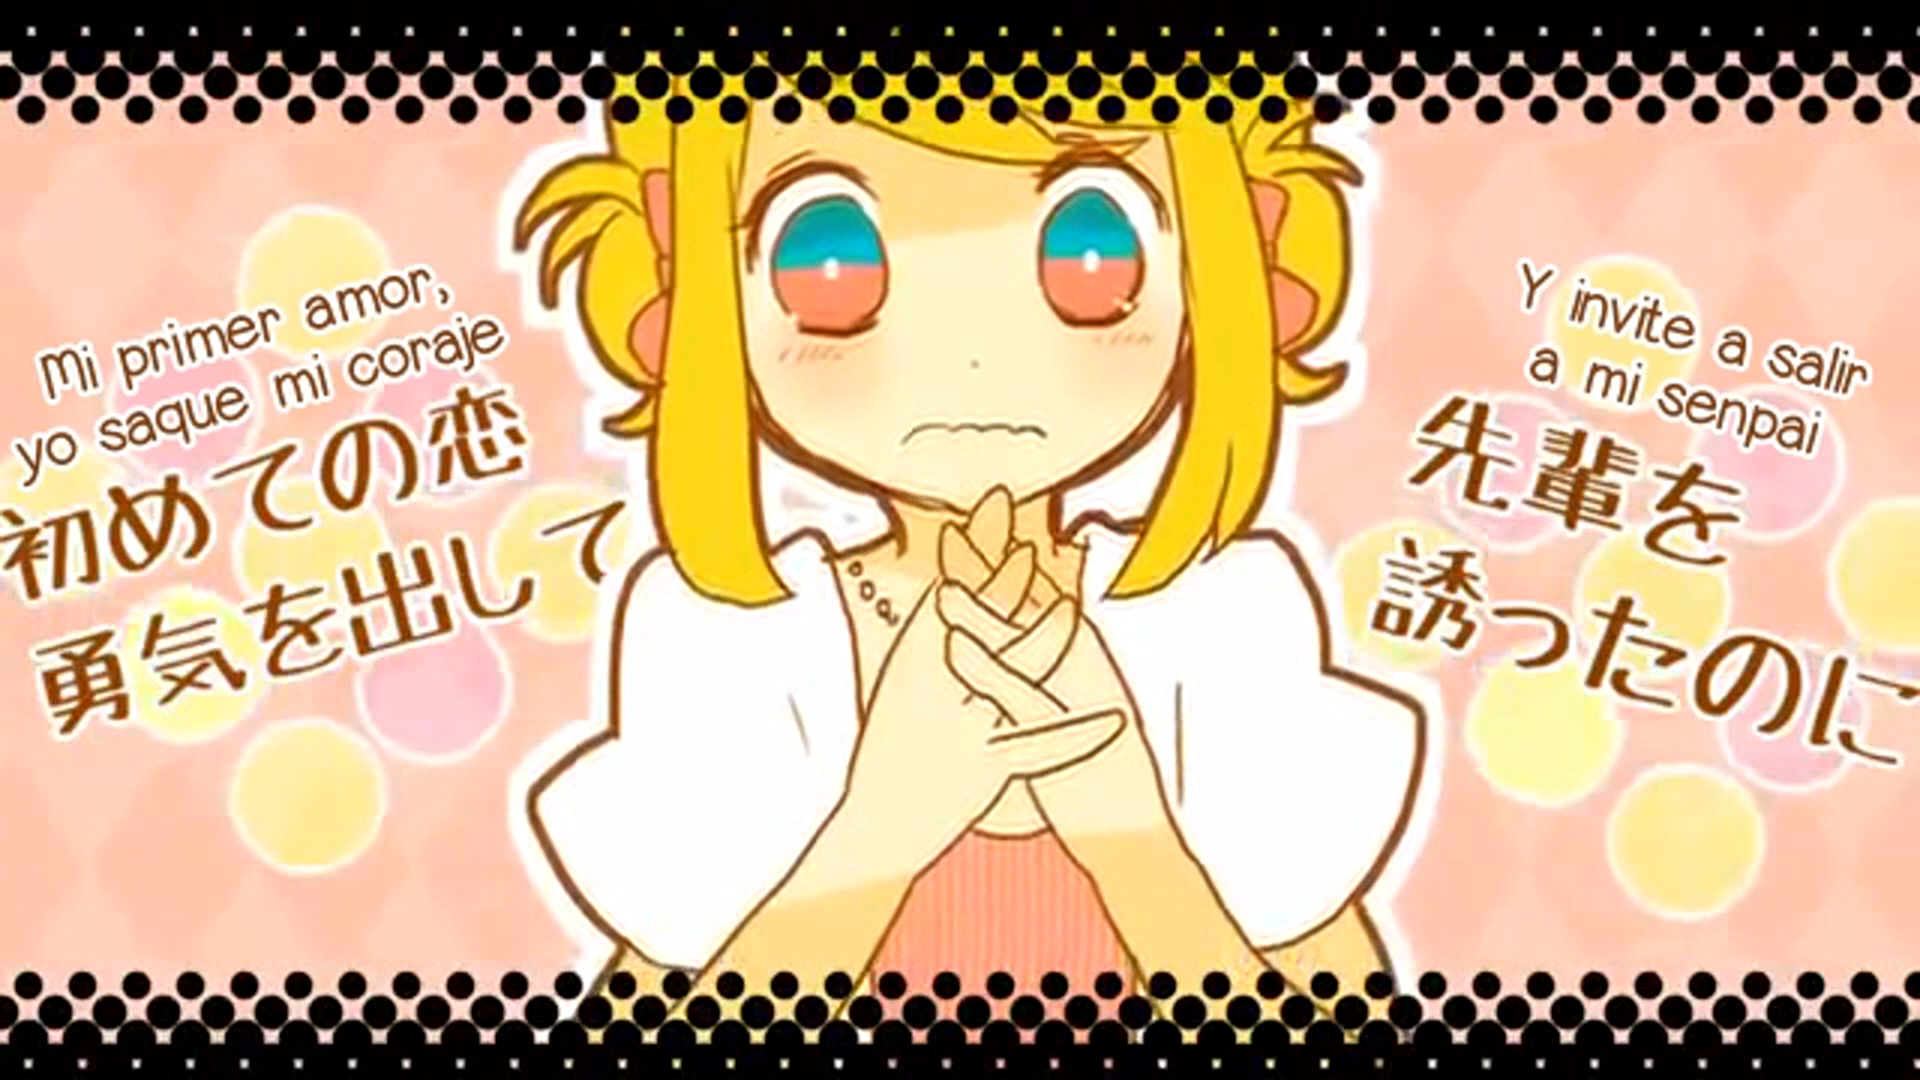 Mi primer amor,
yo saque mi coraje
初めての恋
勇気を出して
Y invite a salir
a mi senpai
先輩を
誘ったのに